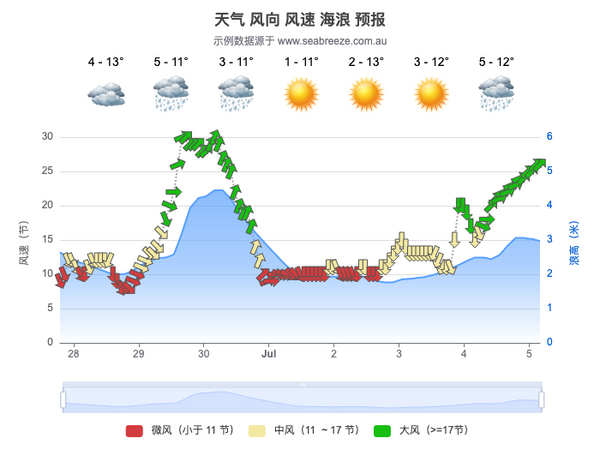 天气 风向 风速 海浪 预报
示例数据源于 www.seabreeze.com.au
4 - 13° 5 - 11° 3 - 11° 1 - 11° 2 - 13° 3 - 12° 5 - 12°
风速（节）
30
25
20
15
10
5
0
浪高（米）
6
5
4
3
2
1
0
28 29 30 Jul 2 3 4 5
微风（小于 11 节） 中风（11 ~ 17 节） 大风（>=17节）